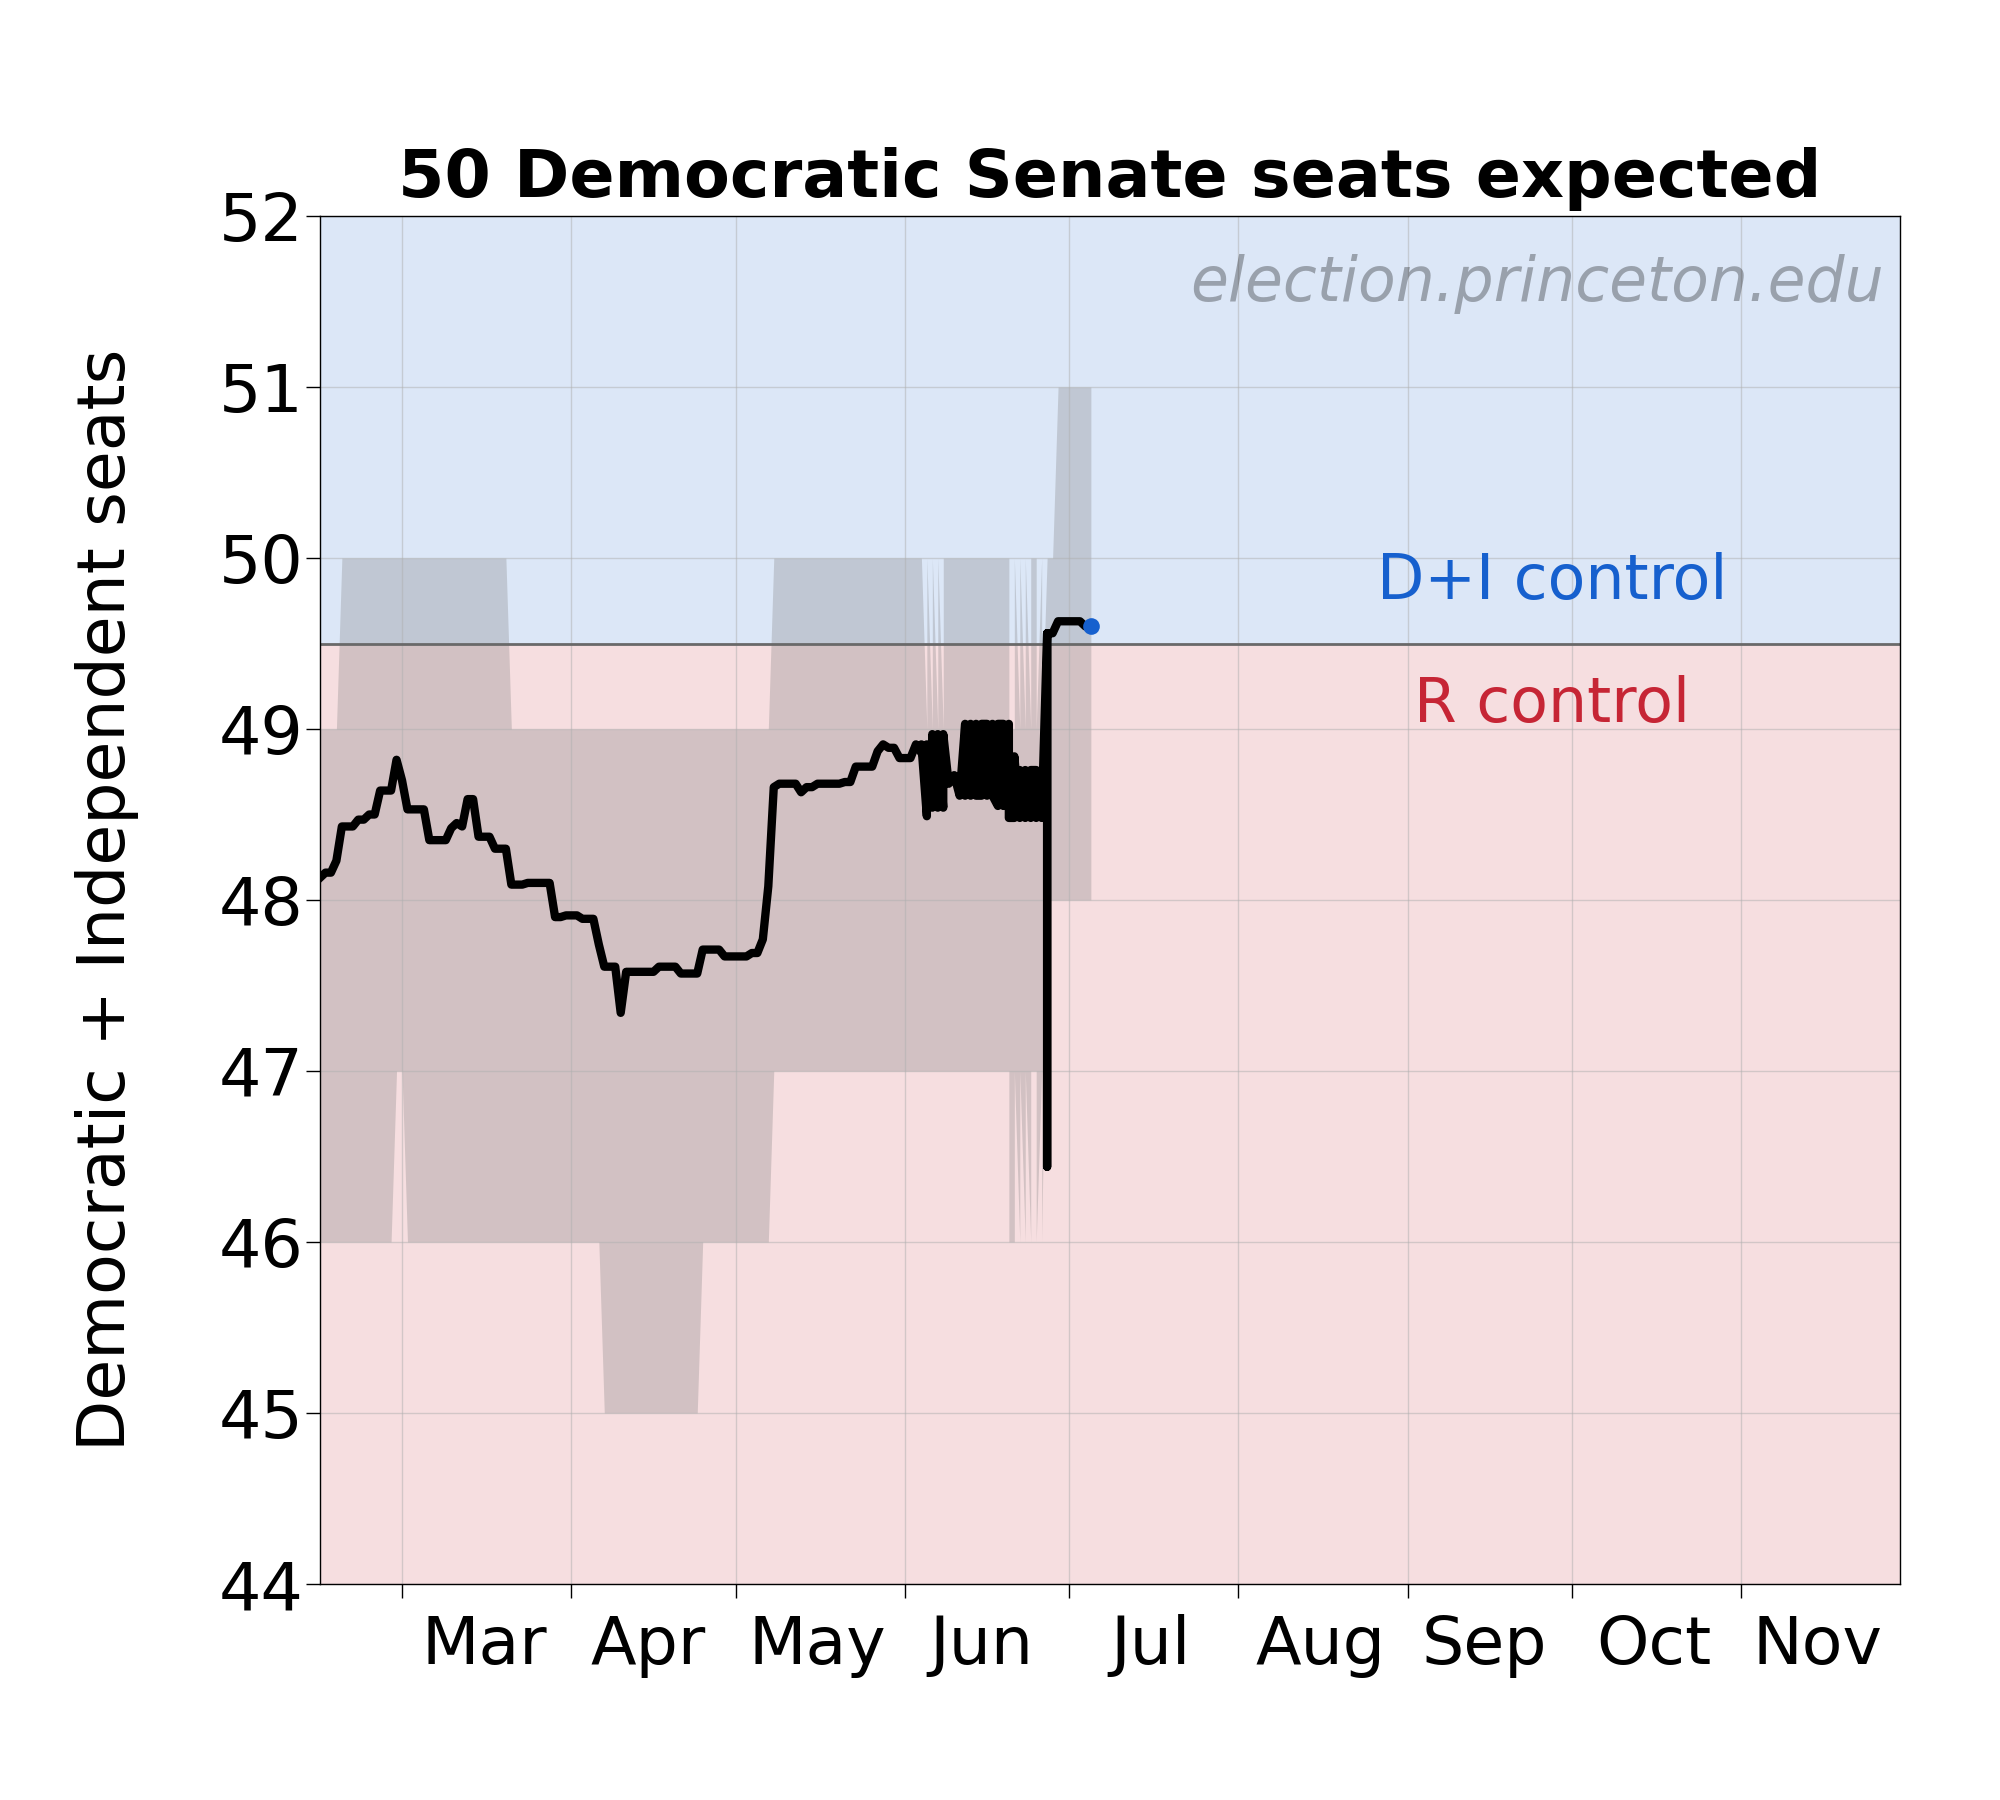 50 Democratic Senate seats expected
election.princeton.edu
Democratic + Independent seats
52
51
50
49
48
47
46
45
44
D+I control
R control
Mar Apr May Jun Jul Aug Sep Oct Nov